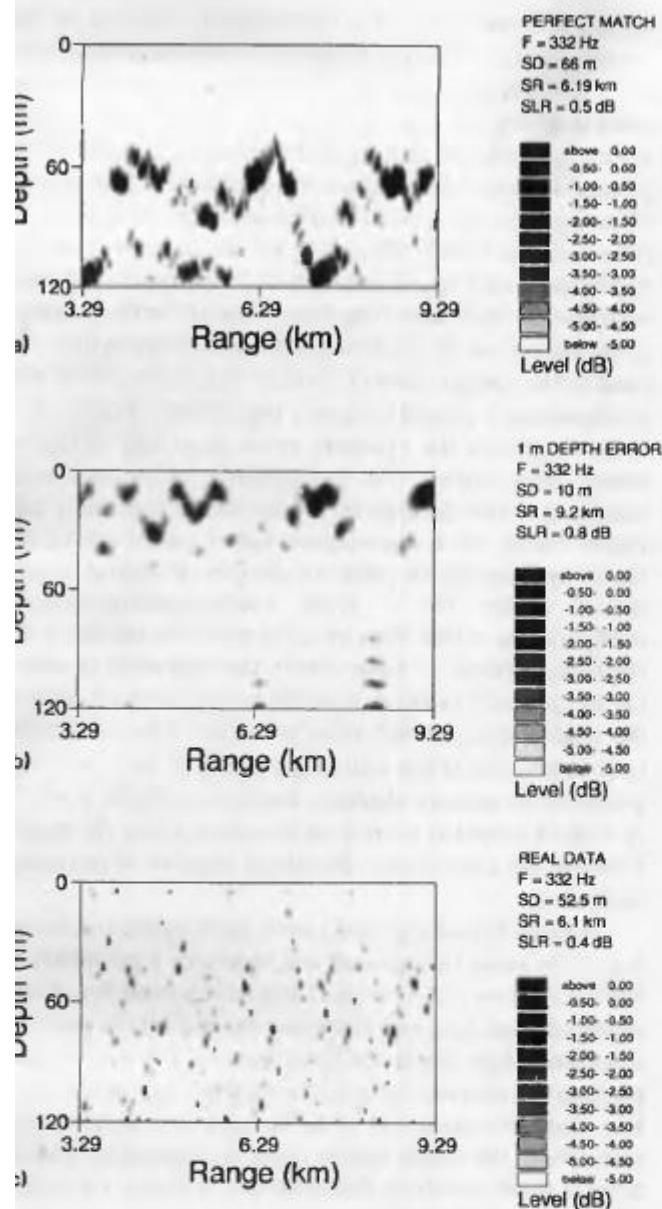 PERFECT MATCH
F = 332 Hz
SD = 66 m
SR = 6.19 km
SLR = 0.5 dB
0
60
120
3.29 6.29 9.29
Depth (m)
Range (km)
a)
above 0.00
-0.50- 0.00
-1.00- -0.50
-1.50- -1.00
-2.00- -1.50
-2.50- -2.00
-3.00- -2.50
-3.50- -3.00
-4.00- -3.50
-4.50- -4.00
-5.00- -4.50
below -5.00
Level (dB)
1 m DEPTH ERROR
F = 332 Hz
SD = 10 m
SR = 9.2 km
SLR = 0.8 dB
0
60
120
3.29 6.29 9.29
Depth (m)
Range (km)
b)
above 0.00
-0.50- 0.00
-1.00- -0.50
-1.50- -1.00
-2.00- -1.50
-2.50- -2.00
-3.00- -2.50
-3.50- -3.00
-4.00- -3.50
-4.50- -4.00
-5.00- -4.50
below -5.00
Level (dB)
REAL DATA
F = 332 Hz
SD = 52.5 m
SR = 6.1 km
SLR = 0.4 dB
0
60
120
3.29 6.29 9.29
Depth (m)
Range (km)
c)
above 0.00
-0.50- 0.00
-1.00- -0.50
-1.50- -1.00
-2.00- -1.50
-2.50- -2.00
-3.00- -2.50
-3.50- -3.00
-4.00- -3.50
-4.50- -4.00
-5.00- -4.50
below -5.00
Level (dB)